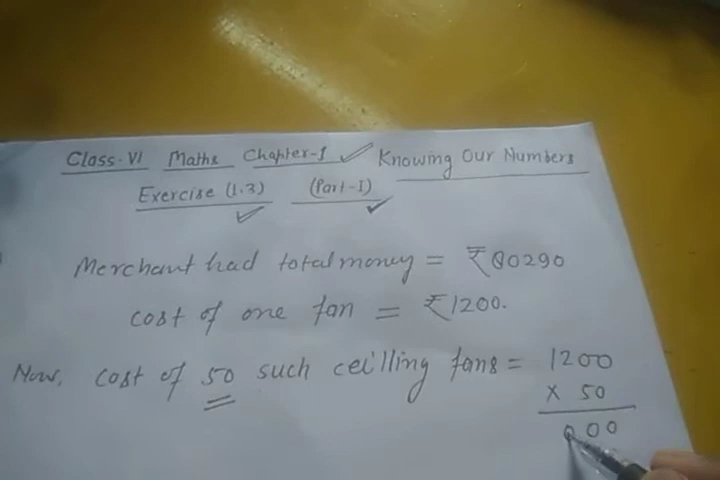 Class-VI Maths Chapter-1 Knowing Our Numbers
Exercise (1.3) (Part-I)
Merchant had total money = ₹80290
cost of one fan = ₹1200.
Now, cost of 50 such ceilling fans = 1200
x 50
000